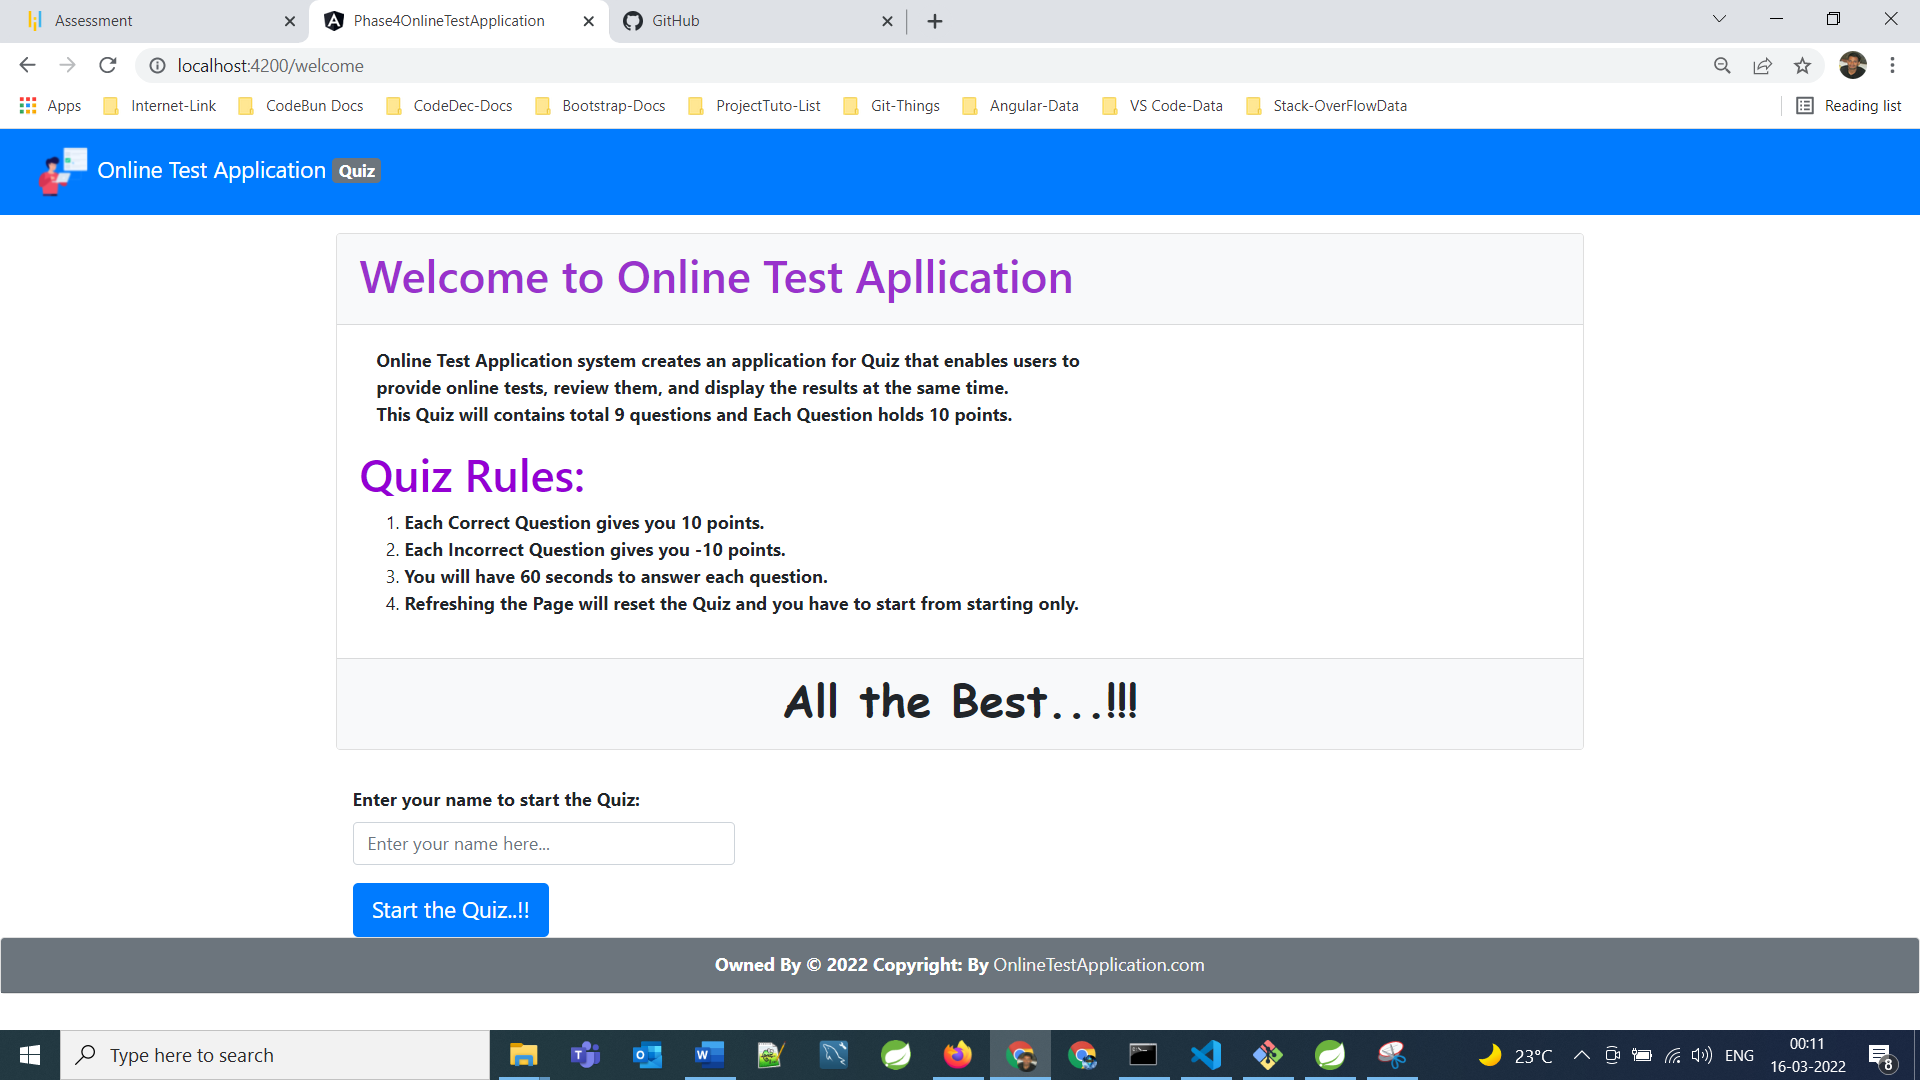 Assessment
Phase4OnlineTestApplication
GitHub
localhost:4200/welcome
Apps
Internet-Link
CodeBun Docs
CodeDec-Docs
Bootstrap-Docs
ProjectTuto-List
Git-Things
Angular-Data
VS Code-Data
Stack-OverFlowData
Reading list
Online Test Application Quiz
Welcome to Online Test Apllication
Online Test Application system creates an application for Quiz that enables users to
provide online tests, review them, and display the results at the same time.
This Quiz will contains total 9 questions and Each Question holds 10 points.
Quiz Rules:
1. Each Correct Question gives you 10 points.
2. Each Incorrect Question gives you -10 points.
3. You will have 60 seconds to answer each question.
4. Refreshing the Page will reset the Quiz and you have to start from starting only.
All the Best...!!!
Enter your name to start the Quiz:
Enter your name here...
Start the Quiz..!!
Owned By © 2022 Copyright: By OnlineTestApplication.com
Type here to search
23°C
ENG
00:11
16-03-2022
8